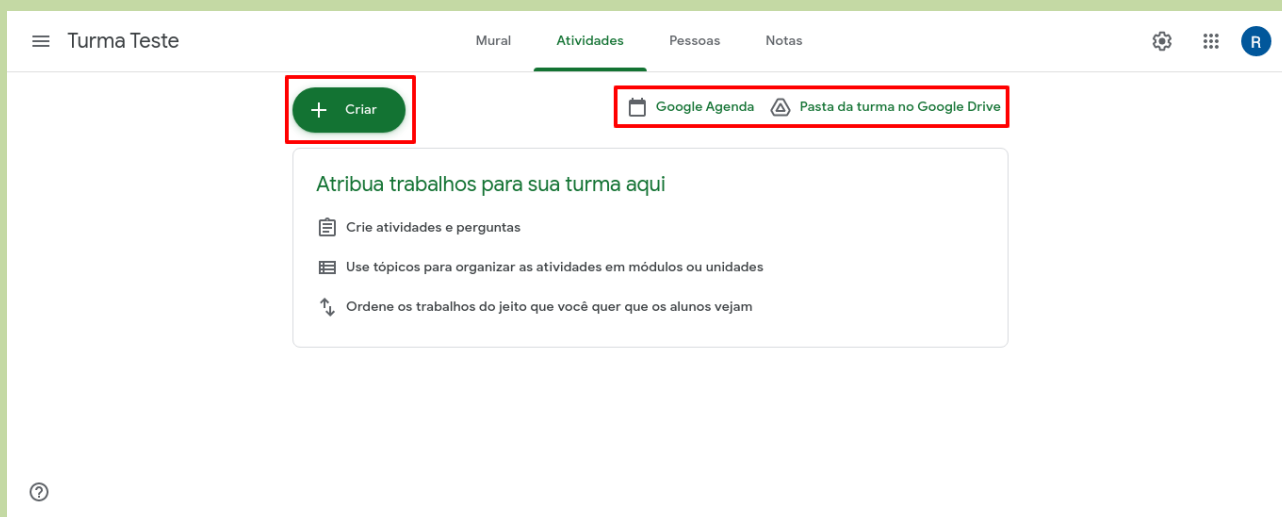 Turma Teste
Mural Atividades Pessoas Notas
R
Criar
Google Agenda Pasta da turma no Google Drive
Atribua trabalhos para sua turma aqui
Crie atividades e perguntas
Use tópicos para organizar as atividades em módulos ou unidades
Ordene os trabalhos do jeito que você quer que os alunos vejam